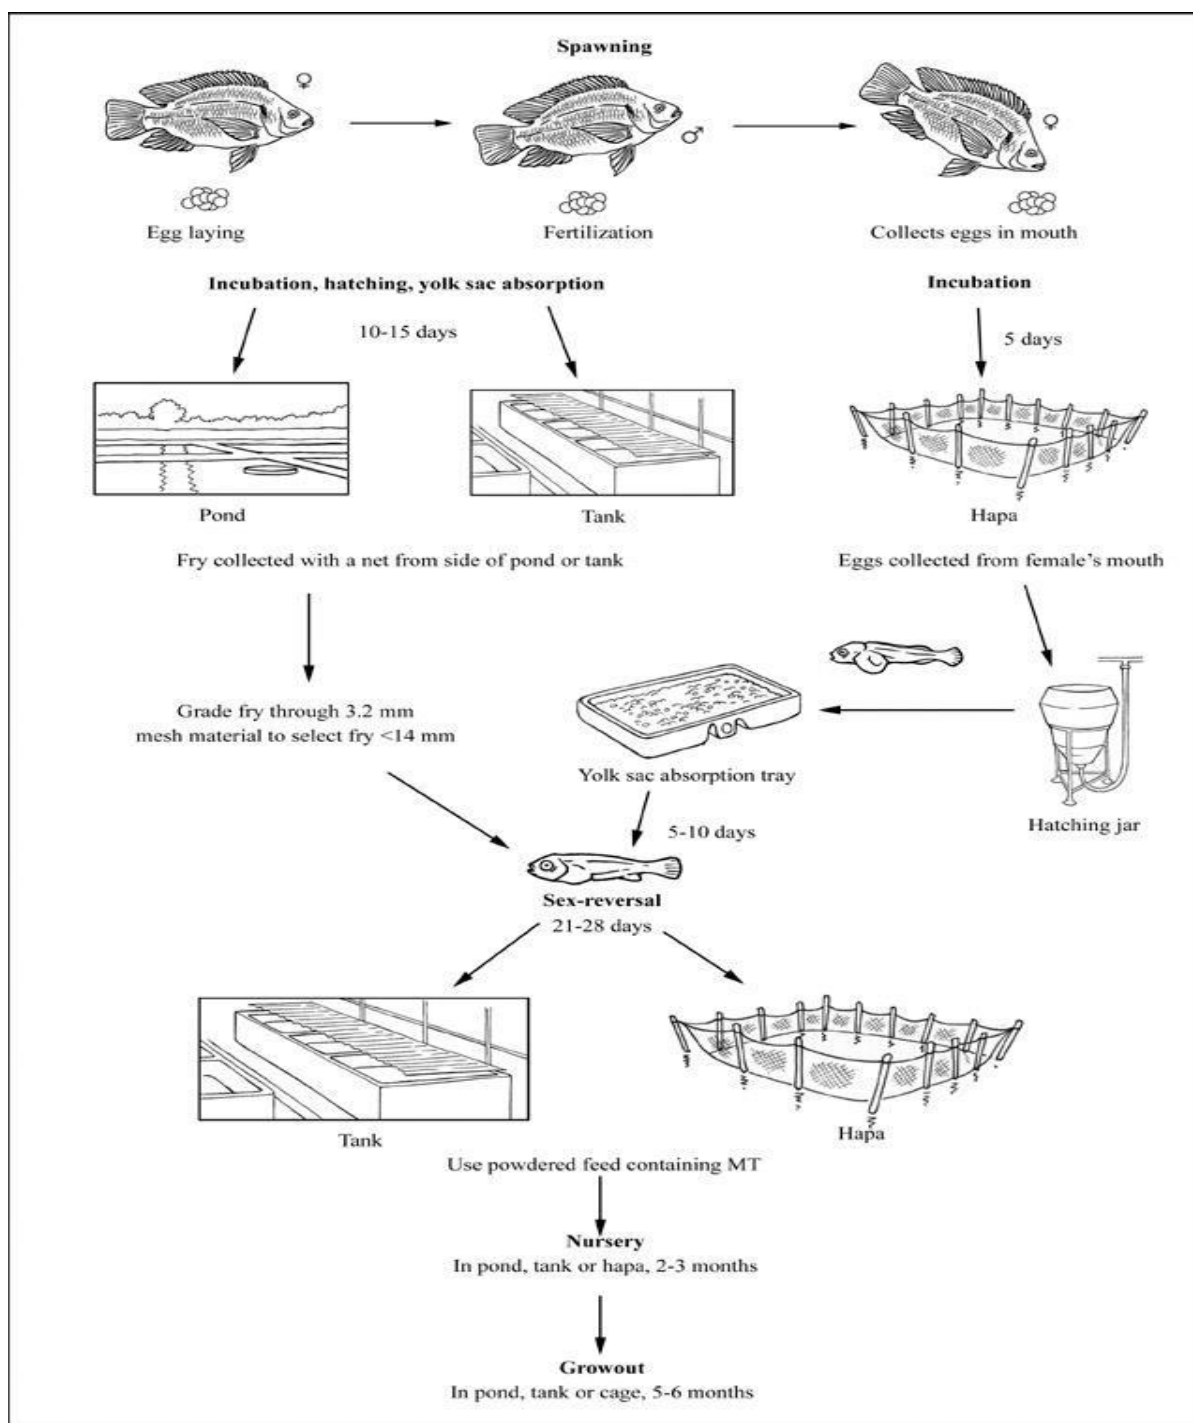 Spawning
♀
♂
♀
Egg laying
Fertilization
Collects eggs in mouth
Incubation, hatching, yolk sac absorption
Incubation
10-15 days
5 days
Pond
Tank
Hapa
Fry collected with a net from side of pond or tank
Eggs collected from female’s mouth
Grade fry through 3.2 mm
mesh material to select fry <14 mm
Yolk sac absorption tray
Hatching jar
5-10 days
Sex-reversal
21-28 days
Tank
Hapa
Use powdered feed containing MT
Nursery
In pond, tank or hapa, 2-3 months
Growout
In pond, tank or cage, 5-6 months